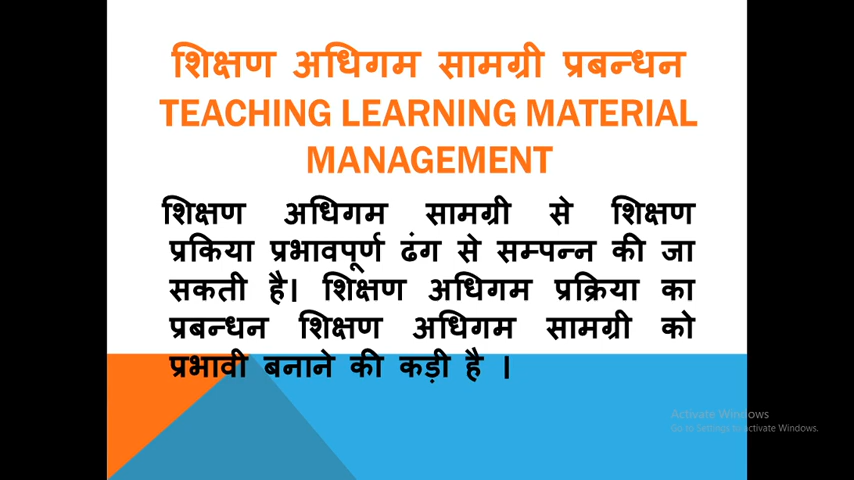 शिक्षण अधिगम सामग्री प्रबन्धन
TEACHING LEARNING MATERIAL
MANAGEMENT
शिक्षण अधिगम सामग्री से शिक्षण
प्रकिया प्रभावपूर्ण ढंग से सम्पन्न की जा
सकती है। शिक्षण अधिगम प्रक्रिया का
प्रबन्धन शिक्षण अधिगम सामग्री को
प्रभावी बनाने की कड़ी है ।
Activate Windows
Go to Settings to activate Windows.